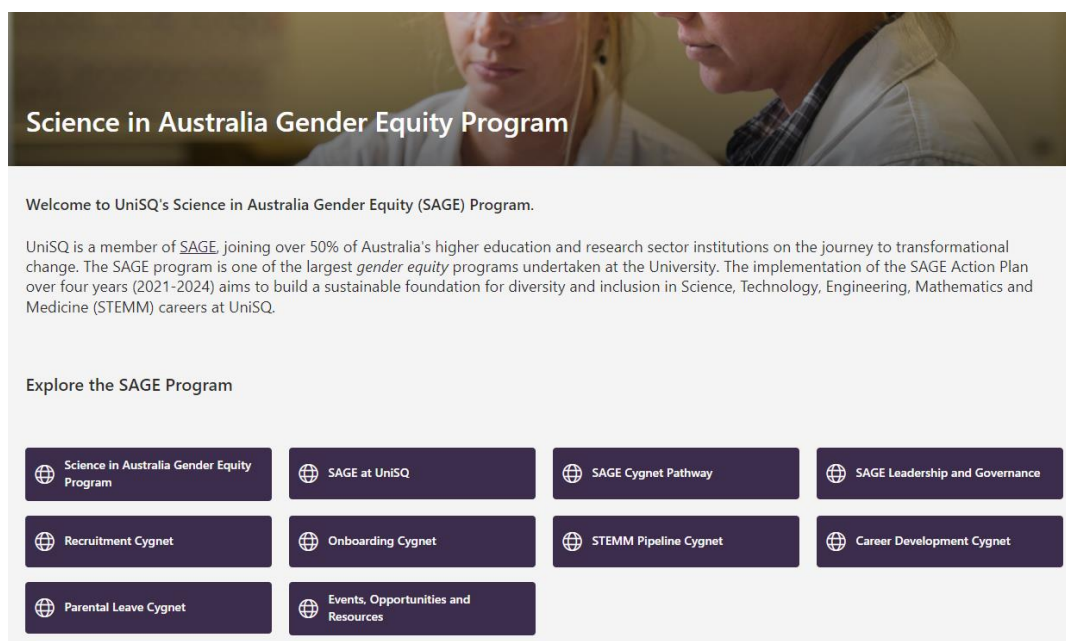 Science in Australia Gender Equity Program
Welcome to UniSQ's Science in Australia Gender Equity (SAGE) Program.
UniSQ is a member of SAGE, joining over 50% of Australia's higher education and research sector institutions on the journey to transformational
change. The SAGE program is one of the largest gender equity programs undertaken at the University. The implementation of the SAGE Action Plan
over four years (2021-2024) aims to build a sustainable foundation for diversity and inclusion in Science, Technology, Engineering, Mathematics and
Medicine (STEMM) careers at UniSQ.
Explore the SAGE Program
Science in Australia Gender Equity
Program
SAGE at UniSQ
SAGE Cygnet Pathway
SAGE Leadership and Governance
Recruitment Cygnet
Onboarding Cygnet
STEMM Pipeline Cygnet
Career Development Cygnet
Parental Leave Cygnet
Events, Opportunities and
Resources